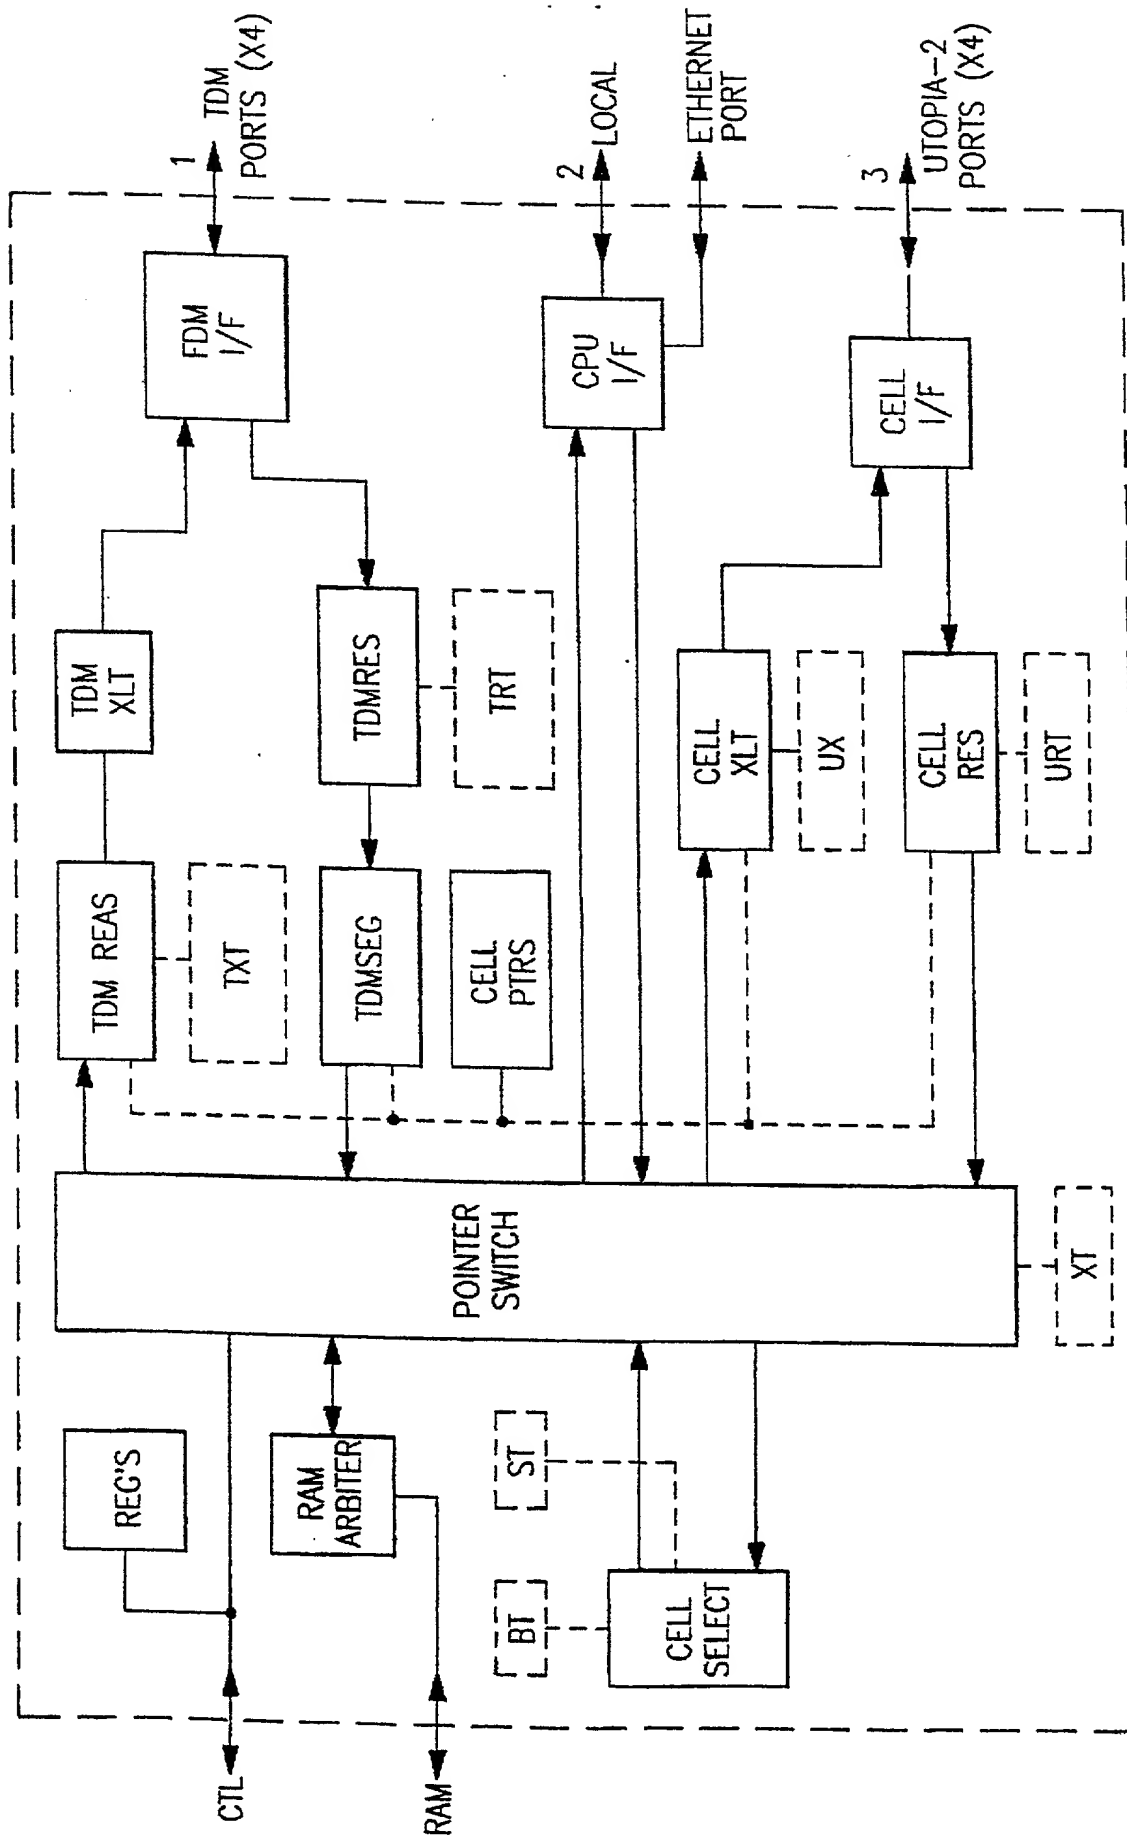 CTL
RAM
REG'S
RAM
ARBITER
BT
ST
CELL
SELECT
POINTER
SWITCH
XT
TDM REAS
TXT
TDMSEG
CELL
PTRS
TDM
XLT
TDMRES
TRT
CELL
XLT
UX
CELL
RES
URT
FDM
I/F
CPU
I/F
CELL
I/F
1
TDM
PORTS (X4)
2
LOCAL
ETHERNET
PORT
3
UTOPIA-2
PORTS (X4)